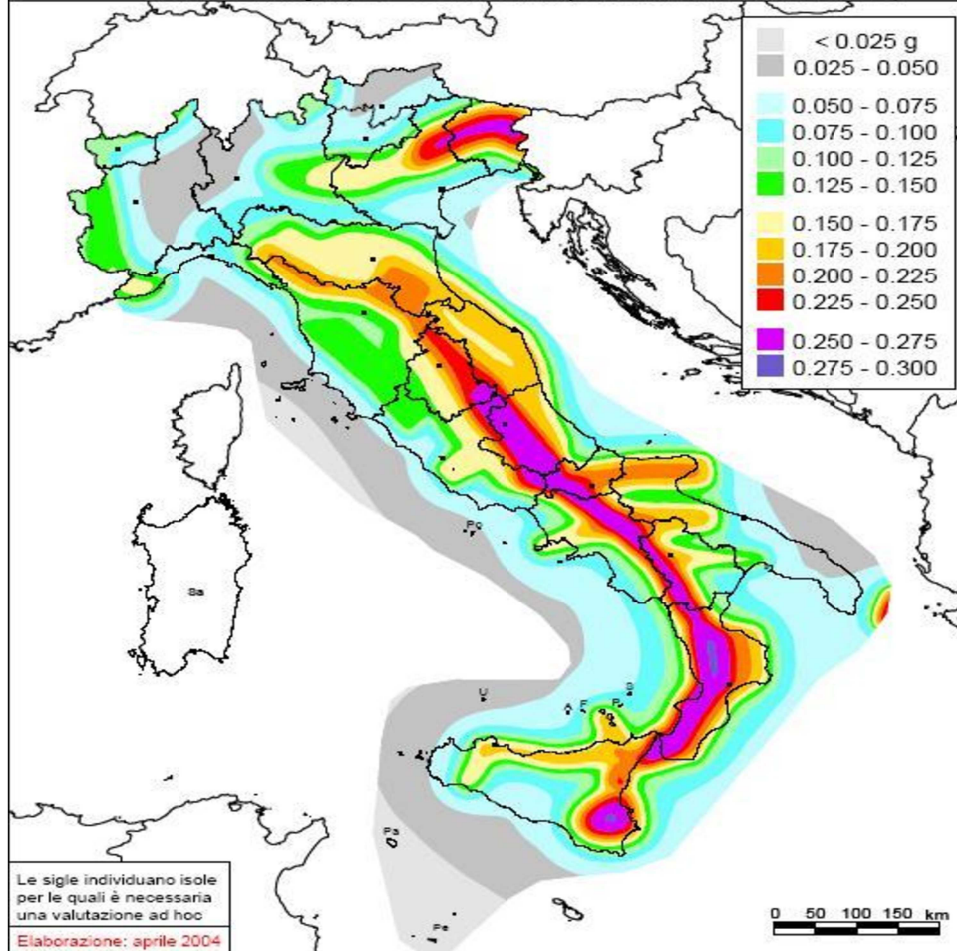 < 0.025 g
0.025 - 0.050
0.050 - 0.075
0.075 - 0.100
0.100 - 0.125
0.125 - 0.150
0.150 - 0.175
0.175 - 0.200
0.200 - 0.225
0.225 - 0.250
0.250 - 0.275
0.275 - 0.300
Sa
U
A
F
P
S
Pa
Pe
Le sigle individuano isole
per le quali è necessaria
una valutazione ad hoc
Elaborazione: aprile 2004
0 50 100 150 km